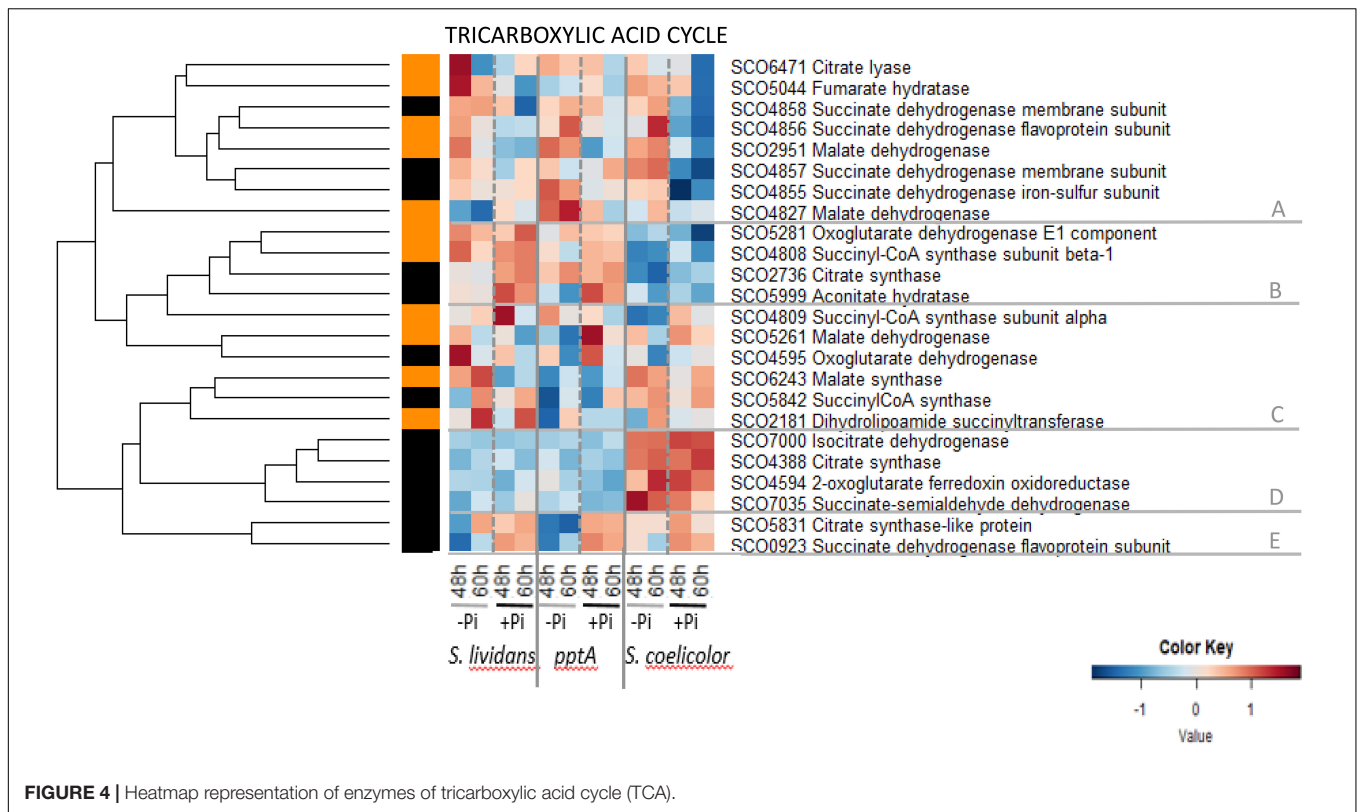 TRICARBOXYLIC ACID CYCLE
SCO6471 Citrate lyase
SCO5044 Fumarate hydratase
SCO4858 Succinate dehydrogenase membrane subunit
SCO4856 Succinate dehydrogenase flavoprotein subunit
SCO2951 Malate dehydrogenase
SCO4857 Succinate dehydrogenase membrane subunit
SCO4855 Succinate dehydrogenase iron-sulfur subunit
SCO4827 Malate dehydrogenase A
SCO5281 Oxoglutarate dehydrogenase E1 component
SCO4808 Succinyl-CoA synthase subunit beta-1
SCO2736 Citrate synthase
SCO5999 Aconitate hydratase B
SCO4809 Succinyl-CoA synthase subunit alpha
SCO5261 Malate dehydrogenase
SCO4595 Oxoglutarate dehydrogenase
SCO6243 Malate synthase
SCO5842 SuccinylCoA synthase
SCO2181 Dihydrolipoamide succinyltransferase C
SCO7000 Isocitrate dehydrogenase
SCO4388 Citrate synthase
SCO4594 2-oxoglutarate ferredoxin oxidoreductase
SCO7035 Succinate-semialdehyde dehydrogenase D
SCO5831 Citrate synthase-like protein
SCO0923 Succinate dehydrogenase flavoprotein subunit E
48h 60h 48h 60h 48h 60h 48h 60h 48h 60h 48h 60h
-Pi +Pi -Pi +Pi -Pi +Pi
S. lividans pptA S. coelicolor
Color Key
-1 0 1
Value
FIGURE 4 | Heatmap representation of enzymes of tricarboxylic acid cycle (TCA).